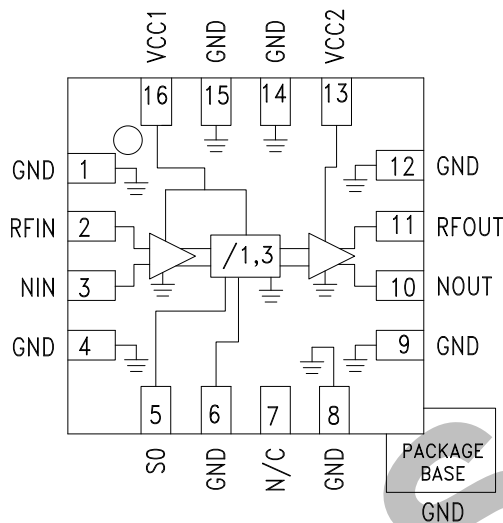 VCC1
GND
GND
VCC2
16
15
14
13
GND
1
12
GND
RFIN
2
11
RFOUT
/1,3
NIN
3
10
NOUT
GND
4
9
GND
5
6
7
8
S0
GND
N/C
GND
PACKAGE
BASE
GND